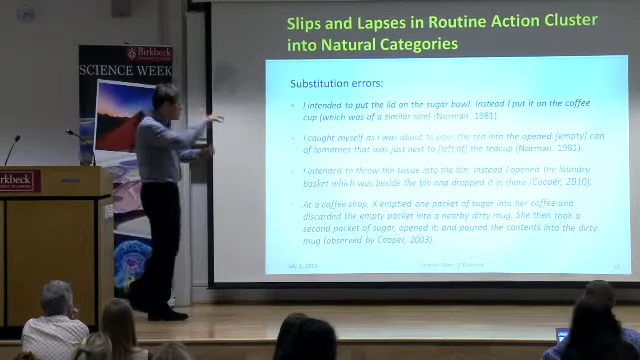 Slips and Lapses in Routine Action Cluster
into Natural Categories
Birkbeck
SCIENCE WEEK
Substitution errors:
I intended to put the lid on the sugar bowl. Instead I put it on the coffee
cup (which was of a similar size) (Norman, 1981)
I caught myself as I was about to pour the tea into the opened [empty] can
of tomatoes that was just next to [left of] the teacup (Norman, 1981).
I intended to throw the tissue into the bin. Instead I opened the laundry
basket which was beside the bin and dropped it in there (Cooper, 2010).
At a coffee shop, X emptied one packet of sugar into her coffee and
discarded the empty packet into a nearby dirty mug. She then took a
second packet of sugar, opened it, and poured the contents into the dirty
mug (observed by Cooper, 2003).
rkbeck
Science Week @ Birkbeck